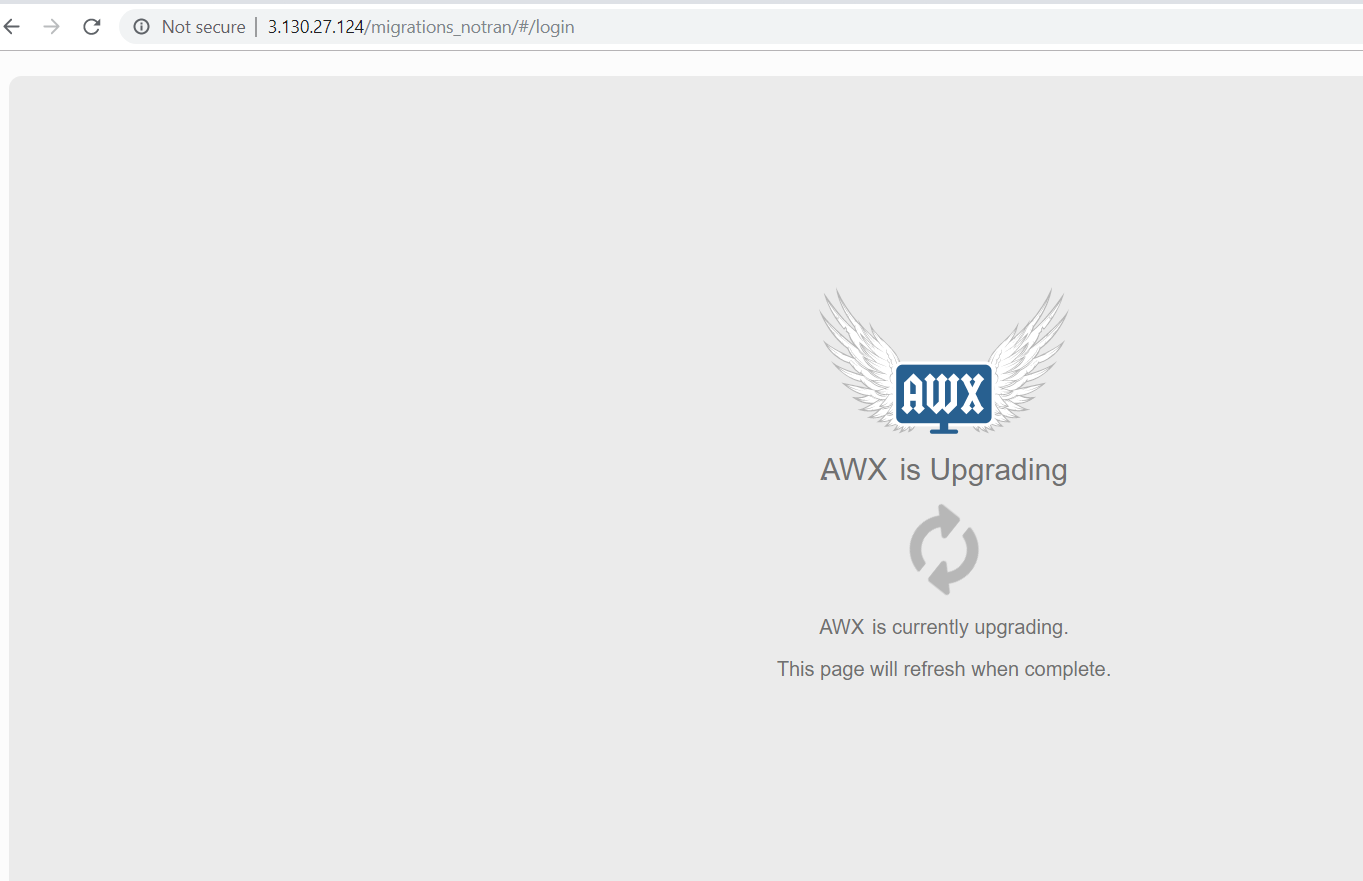 Not secure | 3.130.27.124/migrations_notran/#/login
AWX
AWX is Upgrading
AWX is currently upgrading.
This page will refresh when complete.